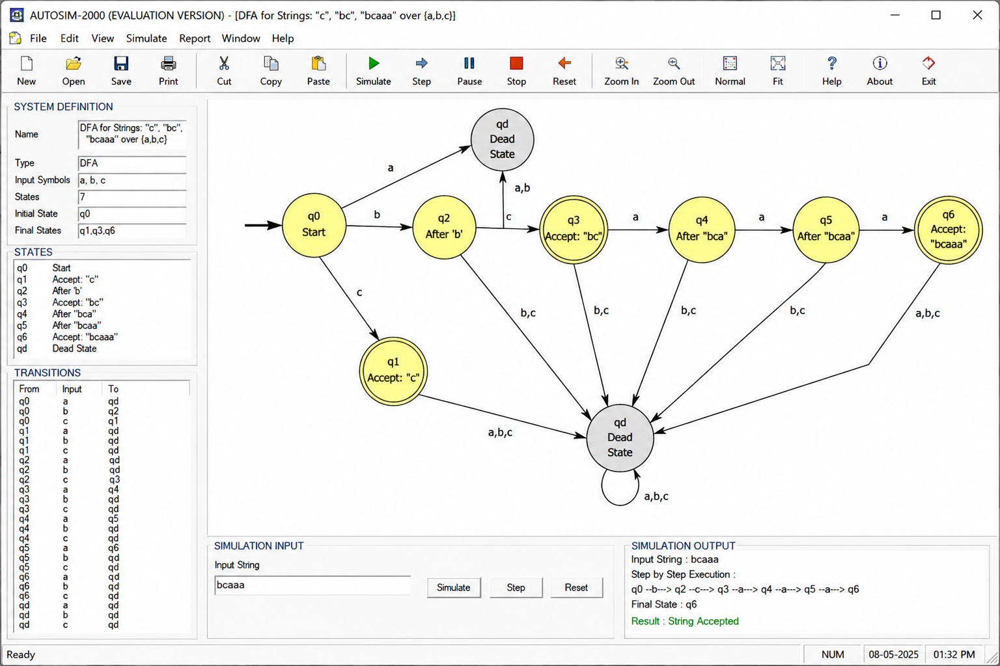 AUTOSIM-2000 (EVALUATION VERSION) - [DFA for Strings: "c", "bc", "bcaaa" over {a,b,c}]
File Edit View Simulate Report Window Help
New Open Save Print Cut Copy Paste Simulate Step Pause Stop Reset Zoom In Zoom Out Normal Fit Help About Exit
SYSTEM DEFINITION
Name DFA for Strings: "c", "bc",
"bcaaa" over {a,b,c}
Type DFA
Input Symbols a, b, c
States 7
Initial State q0
Final States q1,q3,q6
STATES
q0 Start
q1 Accept: "c"
q2 After 'b'
q3 Accept: "bc"
q4 After "bca"
q5 After "bcaa"
q6 Accept: "bcaaa"
qd Dead State
TRANSITIONS
From Input To
q0 a qd
q0 b q2
q0 c q1
q1 a qd
q1 b qd
q1 c qd
q2 a qd
q2 b qd
q2 c q3
q3 a q4
q3 b qd
q3 c qd
q4 a q5
q4 b qd
q4 c qd
q5 a q6
q5 b qd
q5 c qd
q6 a qd
q6 b qd
q6 c qd
qd a qd
qd b qd
qd c qd
qd
Dead
State
a
a,b
q0
Start
b
q2
After 'b'
c
q3
Accept: "bc"
a
q4
After "bca"
a
q5
After "bcaa"
a
q6
Accept:
"bcaaa"
c
b,c
b,c
b,c
b,c
a,b,c
q1
Accept: "c"
a,b,c
qd
Dead
State
a,b,c
SIMULATION INPUT
Input String
bcaaa
Simulate Step Reset
SIMULATION OUTPUT
Input String : bcaaa
Step by Step Execution :
q0 --b---> q2 --c---> q3 --a---> q4 --a---> q5 --a---> q6
Final State : q6
Result : String Accepted
Ready NUM 08-05-2025 01:32 PM